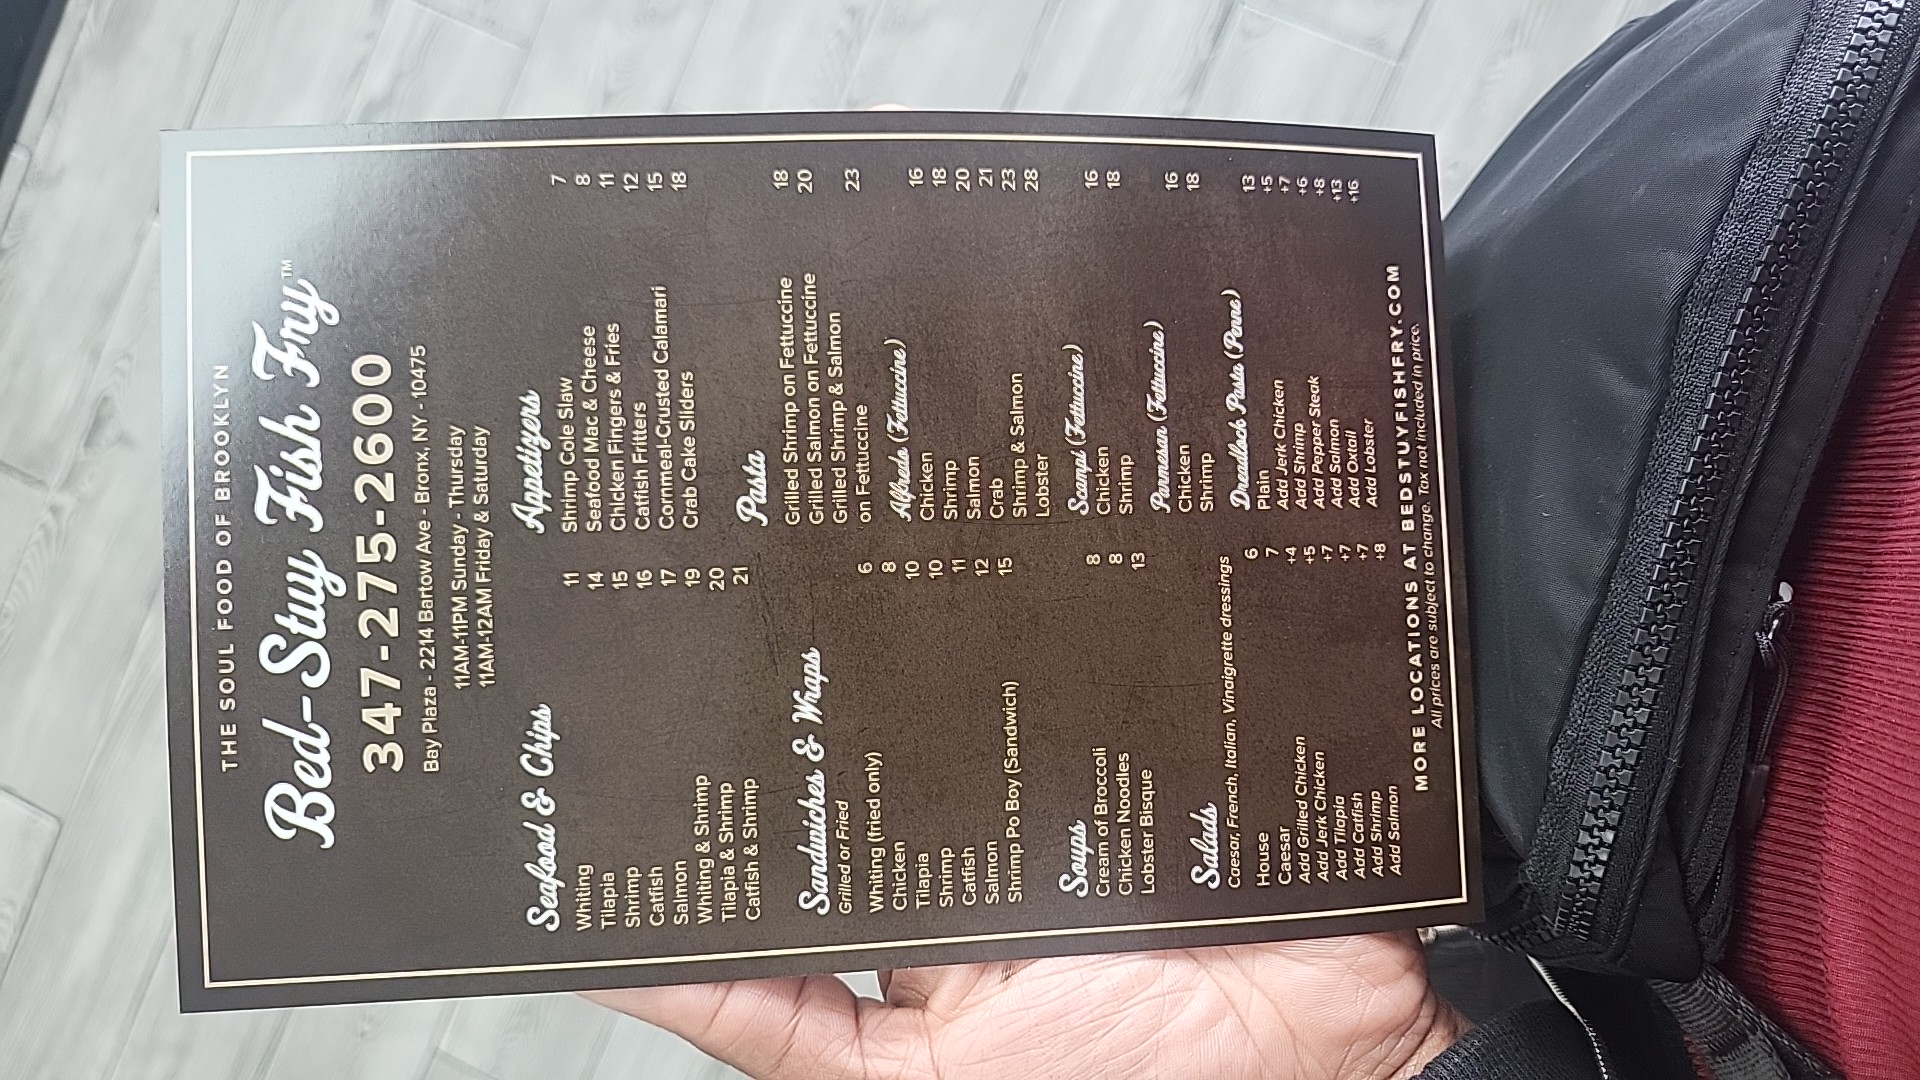 THE SOUL FOOD OF BROOKLYN
Bed-Stuy Fish Fry™
347-275-2600
Bay Plaza - 2214 Bartow Ave - Bronx, NY - 10475
11AM-11PM Sunday - Thursday
11AM-12AM Friday & Saturday
Seafood & Chips
Whiting 11
Tilapia 14
Shrimp 15
Catfish 16
Salmon 17
Whiting & Shrimp 19
Tilapia & Shrimp 20
Catfish & Shrimp 21
Sandwiches & Wraps
Grilled or Fried
Whiting (fried only) 6
Chicken 8
Tilapia 10
Shrimp 10
Catfish 11
Salmon 12
Shrimp Po Boy (Sandwich) 15
Soups
Cream of Broccoli 8
Chicken Noodles 8
Lobster Bisque 13
Salads
Caesar, French, Italian, Vinaigrette dressings
House 6
Caesar 7
Add Grilled Chicken +4
Add Jerk Chicken +5
Add Tilapia +7
Add Catfish +7
Add Shrimp +7
Add Salmon +8
Appetizers
Shrimp Cole Slaw 7
Seafood Mac & Cheese 8
Chicken Fingers & Fries 11
Catfish Fritters 12
Cornmeal-Crusted Calamari 15
Crab Cake Sliders 18
Pasta
Grilled Shrimp on Fettuccine 18
Grilled Salmon on Fettuccine 20
Grilled Shrimp & Salmon
on Fettuccine 23
Alfredo (Fettuccine)
Chicken 16
Shrimp 18
Salmon 20
Crab 21
Shrimp & Salmon 23
Lobster 28
Scampi (Fettuccine)
Chicken 16
Shrimp 18
Parmesan (Fettuccine)
Chicken 16
Shrimp 18
Dreadlock Pasta (Penne)
Plain 13
Add Jerk Chicken +5
Add Shrimp +7
Add Pepper Steak +6
Add Salmon +8
Add Oxtail +13
Add Lobster +16
MORE LOCATIONS AT BEDSTUYFISHFRY.COM
All prices are subject to change. Tax not included in price.